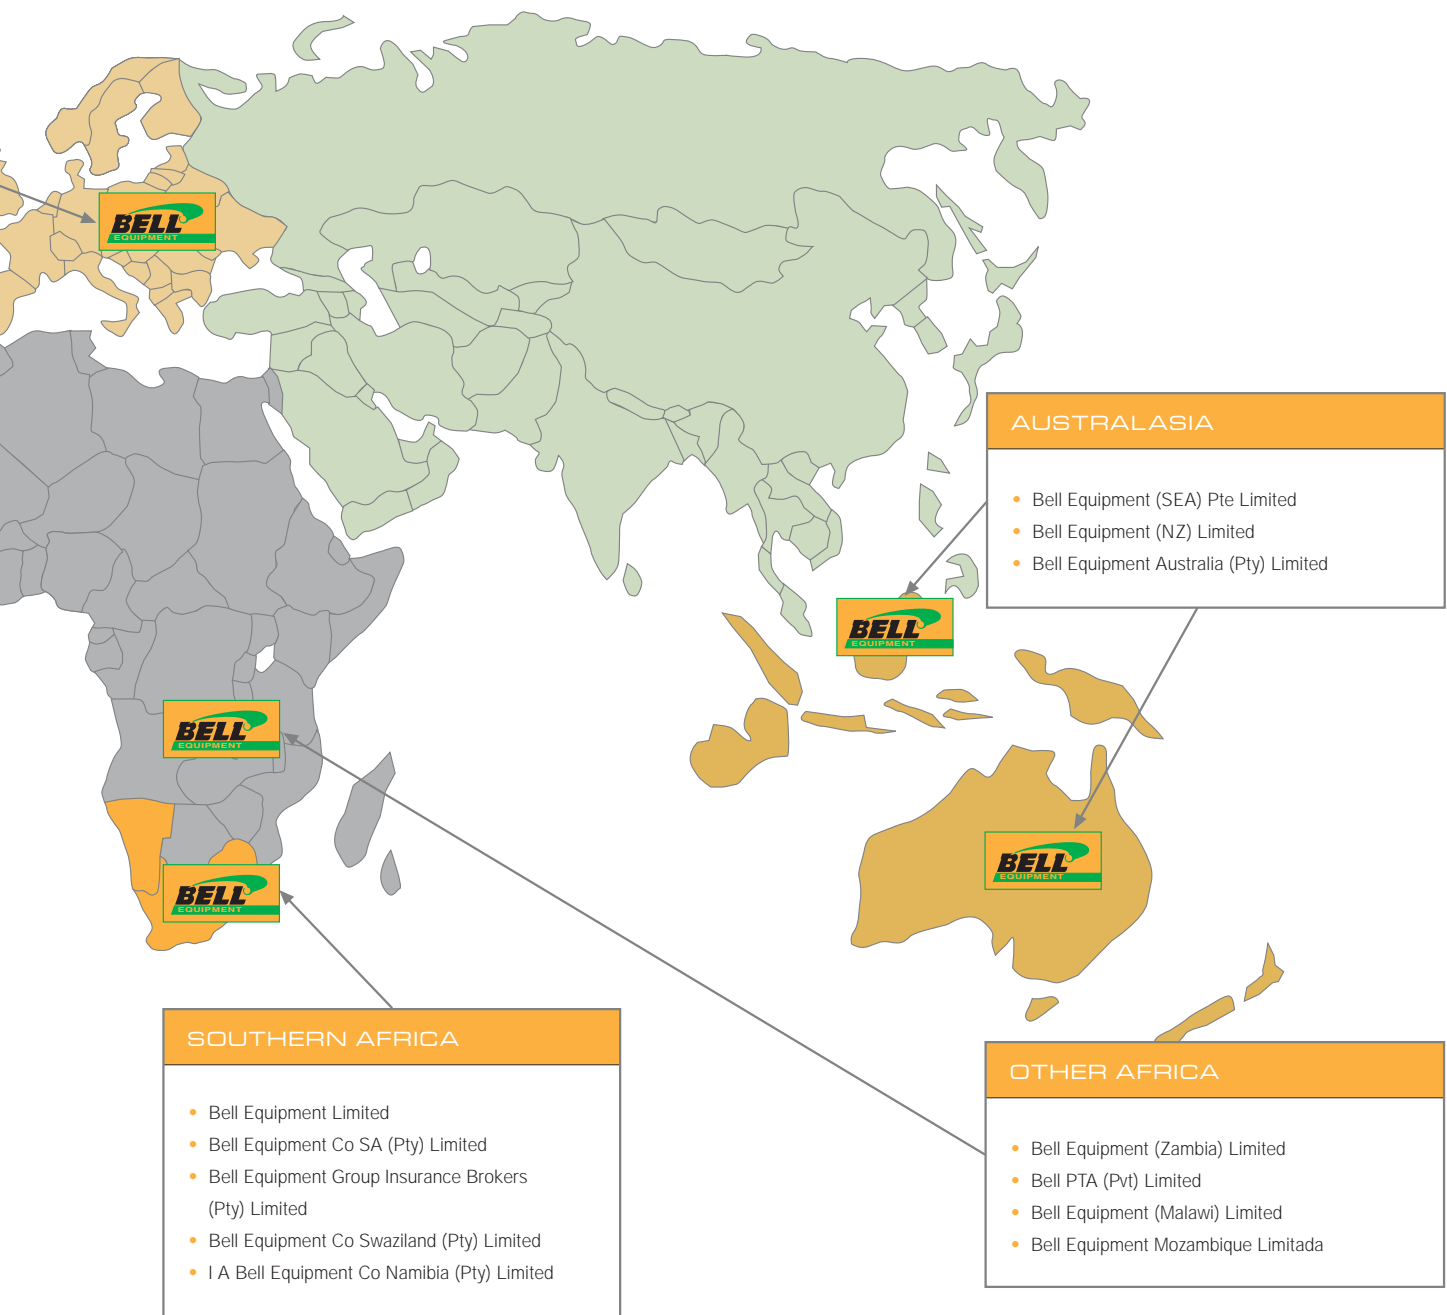 BELL
EQUIPMENT
AUSTRALASIA
• Bell Equipment (SEA) Pte Limited
• Bell Equipment (NZ) Limited
• Bell Equipment Australia (Pty) Limited
BELL
EQUIPMENT
BELL
EQUIPMENT
BELL
EQUIPMENT
BELL
EQUIPMENT
SOUTHERN AFRICA
• Bell Equipment Limited
• Bell Equipment Co SA (Pty) Limited
• Bell Equipment Group Insurance Brokers
(Pty) Limited
• Bell Equipment Co Swaziland (Pty) Limited
• I A Bell Equipment Co Namibia (Pty) Limited
OTHER AFRICA
• Bell Equipment (Zambia) Limited
• Bell PTA (Pvt) Limited
• Bell Equipment (Malawi) Limited
• Bell Equipment Mozambique Limitada